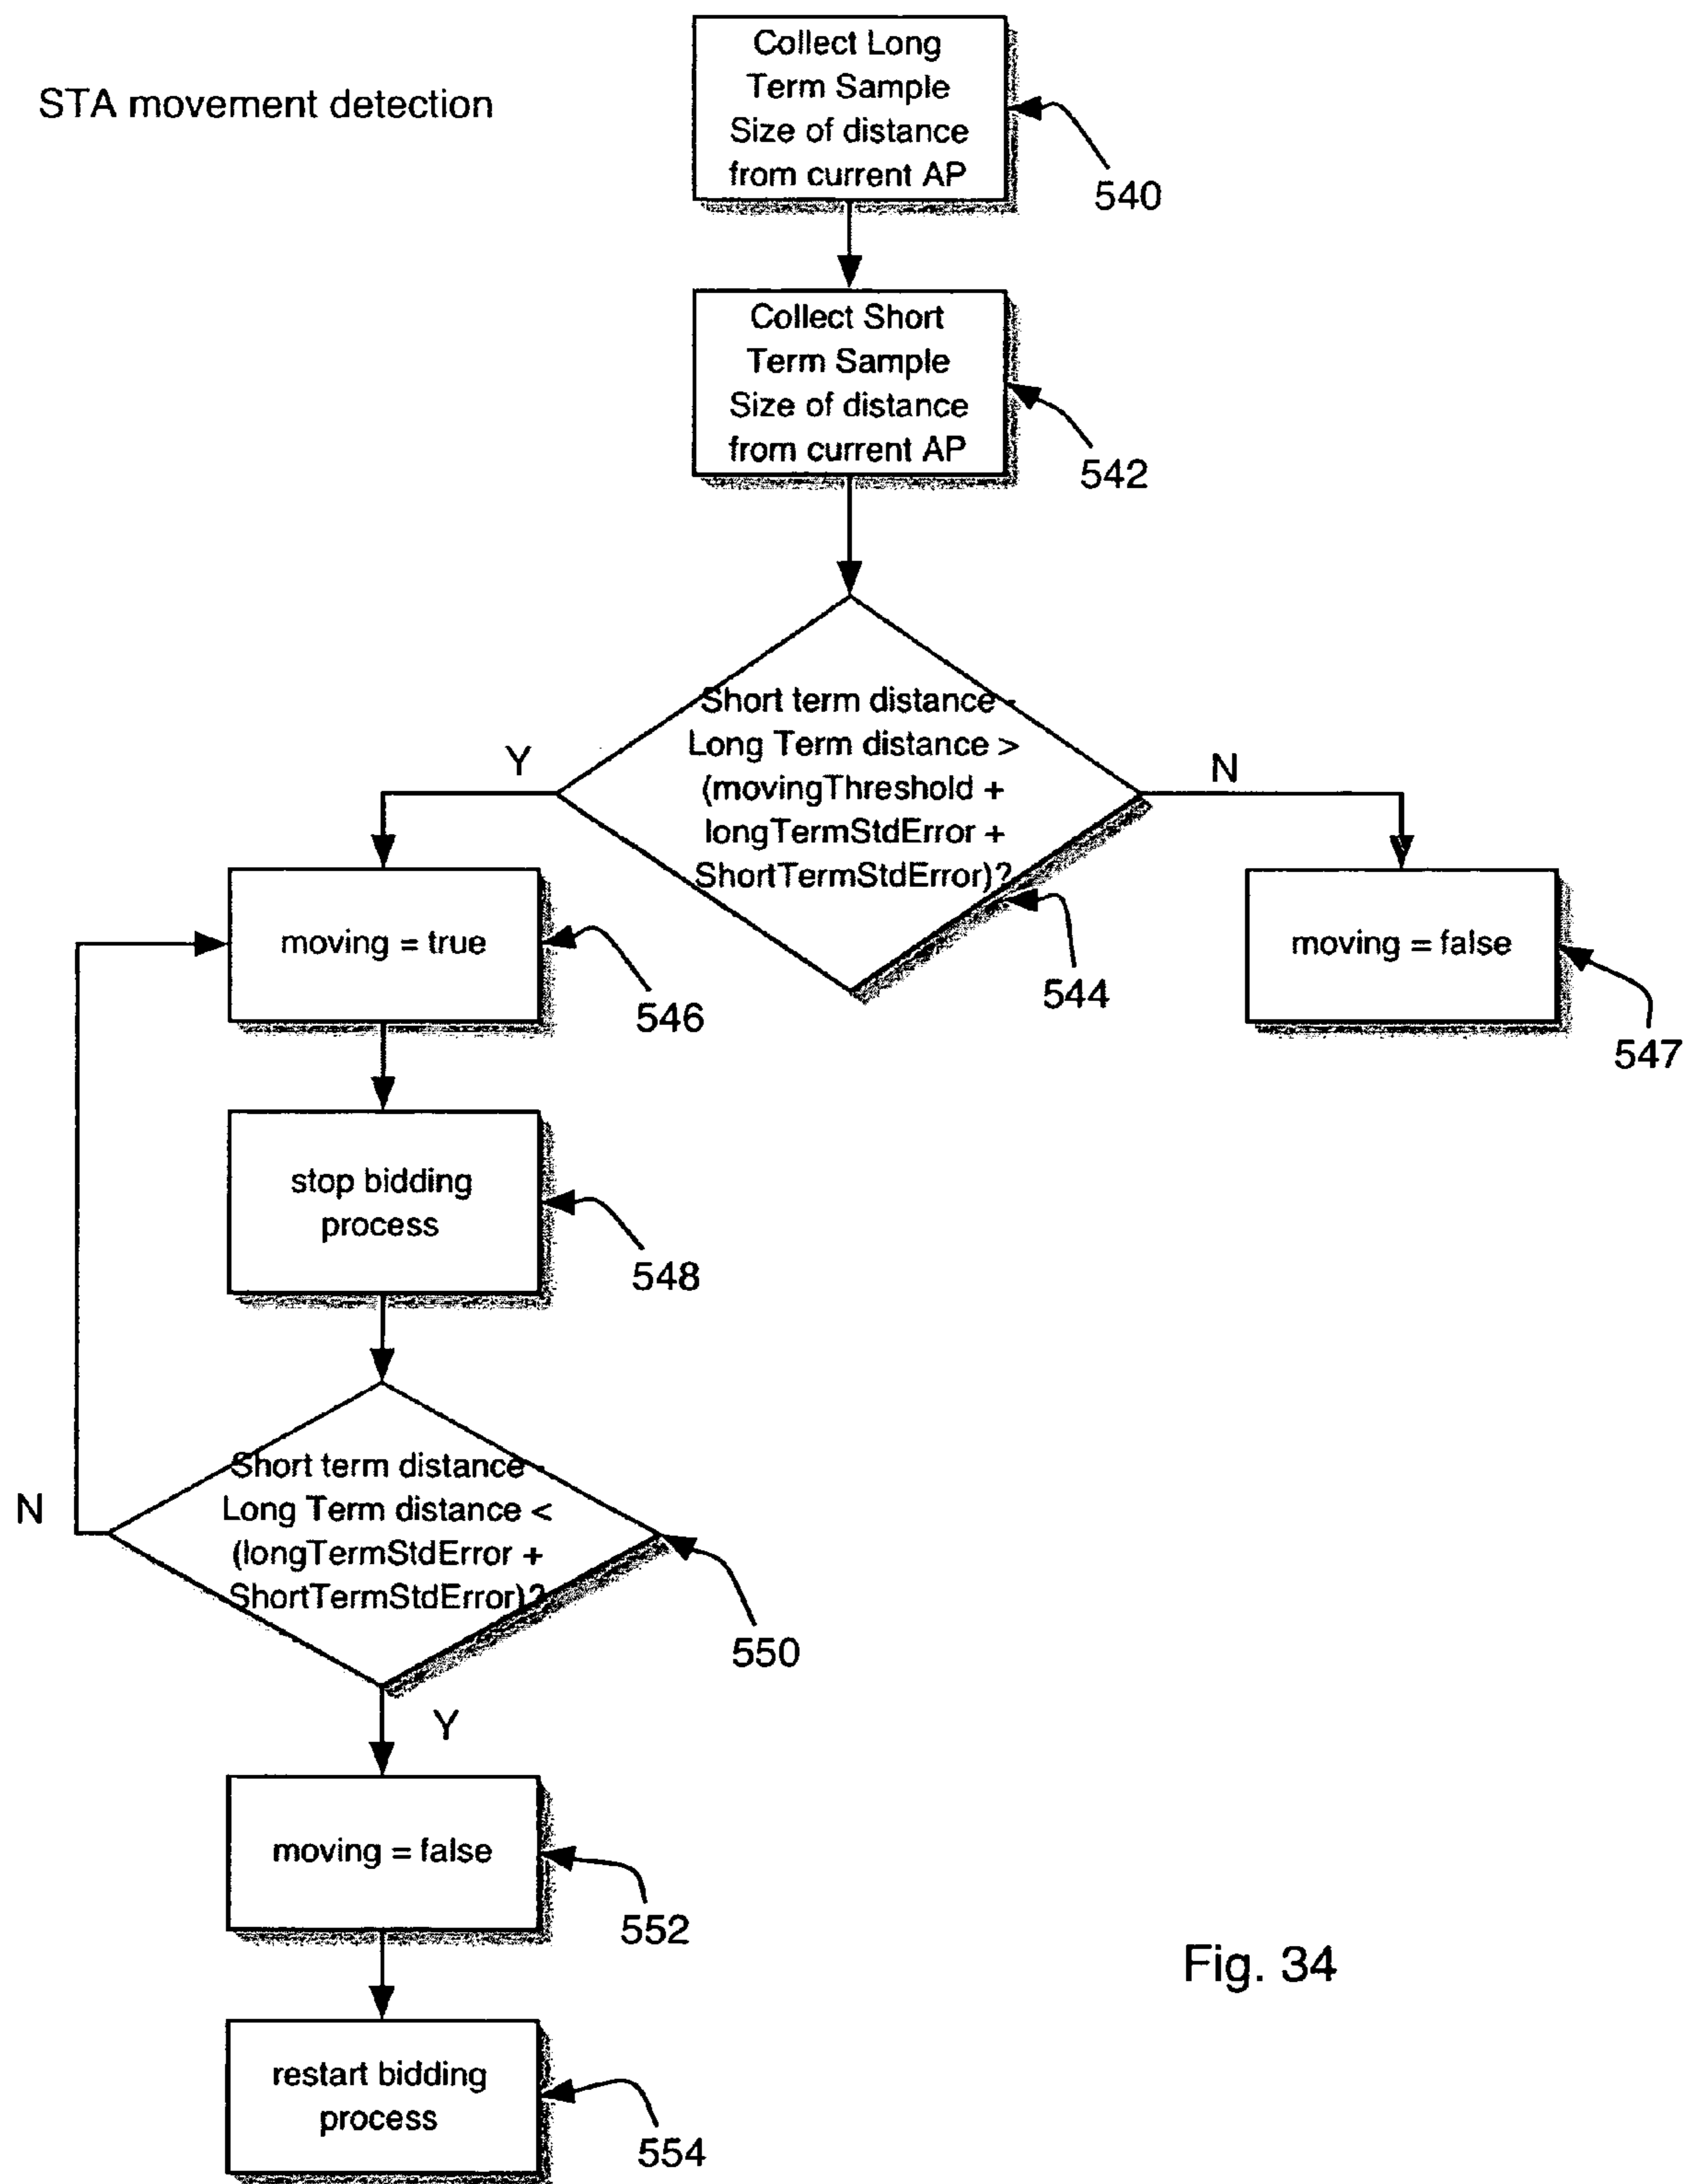 STA movement detection
Collect Long
Term Sample
Size of distance
from current AP
540
Collect Short
Term Sample
Size of distance
from current AP
542
Short term distance -
Long Term distance >
(movingThreshold +
longTermStdError +
ShortTermStdError)?
Y
N
544
moving = true
546
moving = false
547
stop bidding
process
548
Short term distance -
Long Term distance <
(longTermStdError +
ShortTermStdError)?
N
550
Y
moving = false
552
restart bidding
process
554
Fig. 34